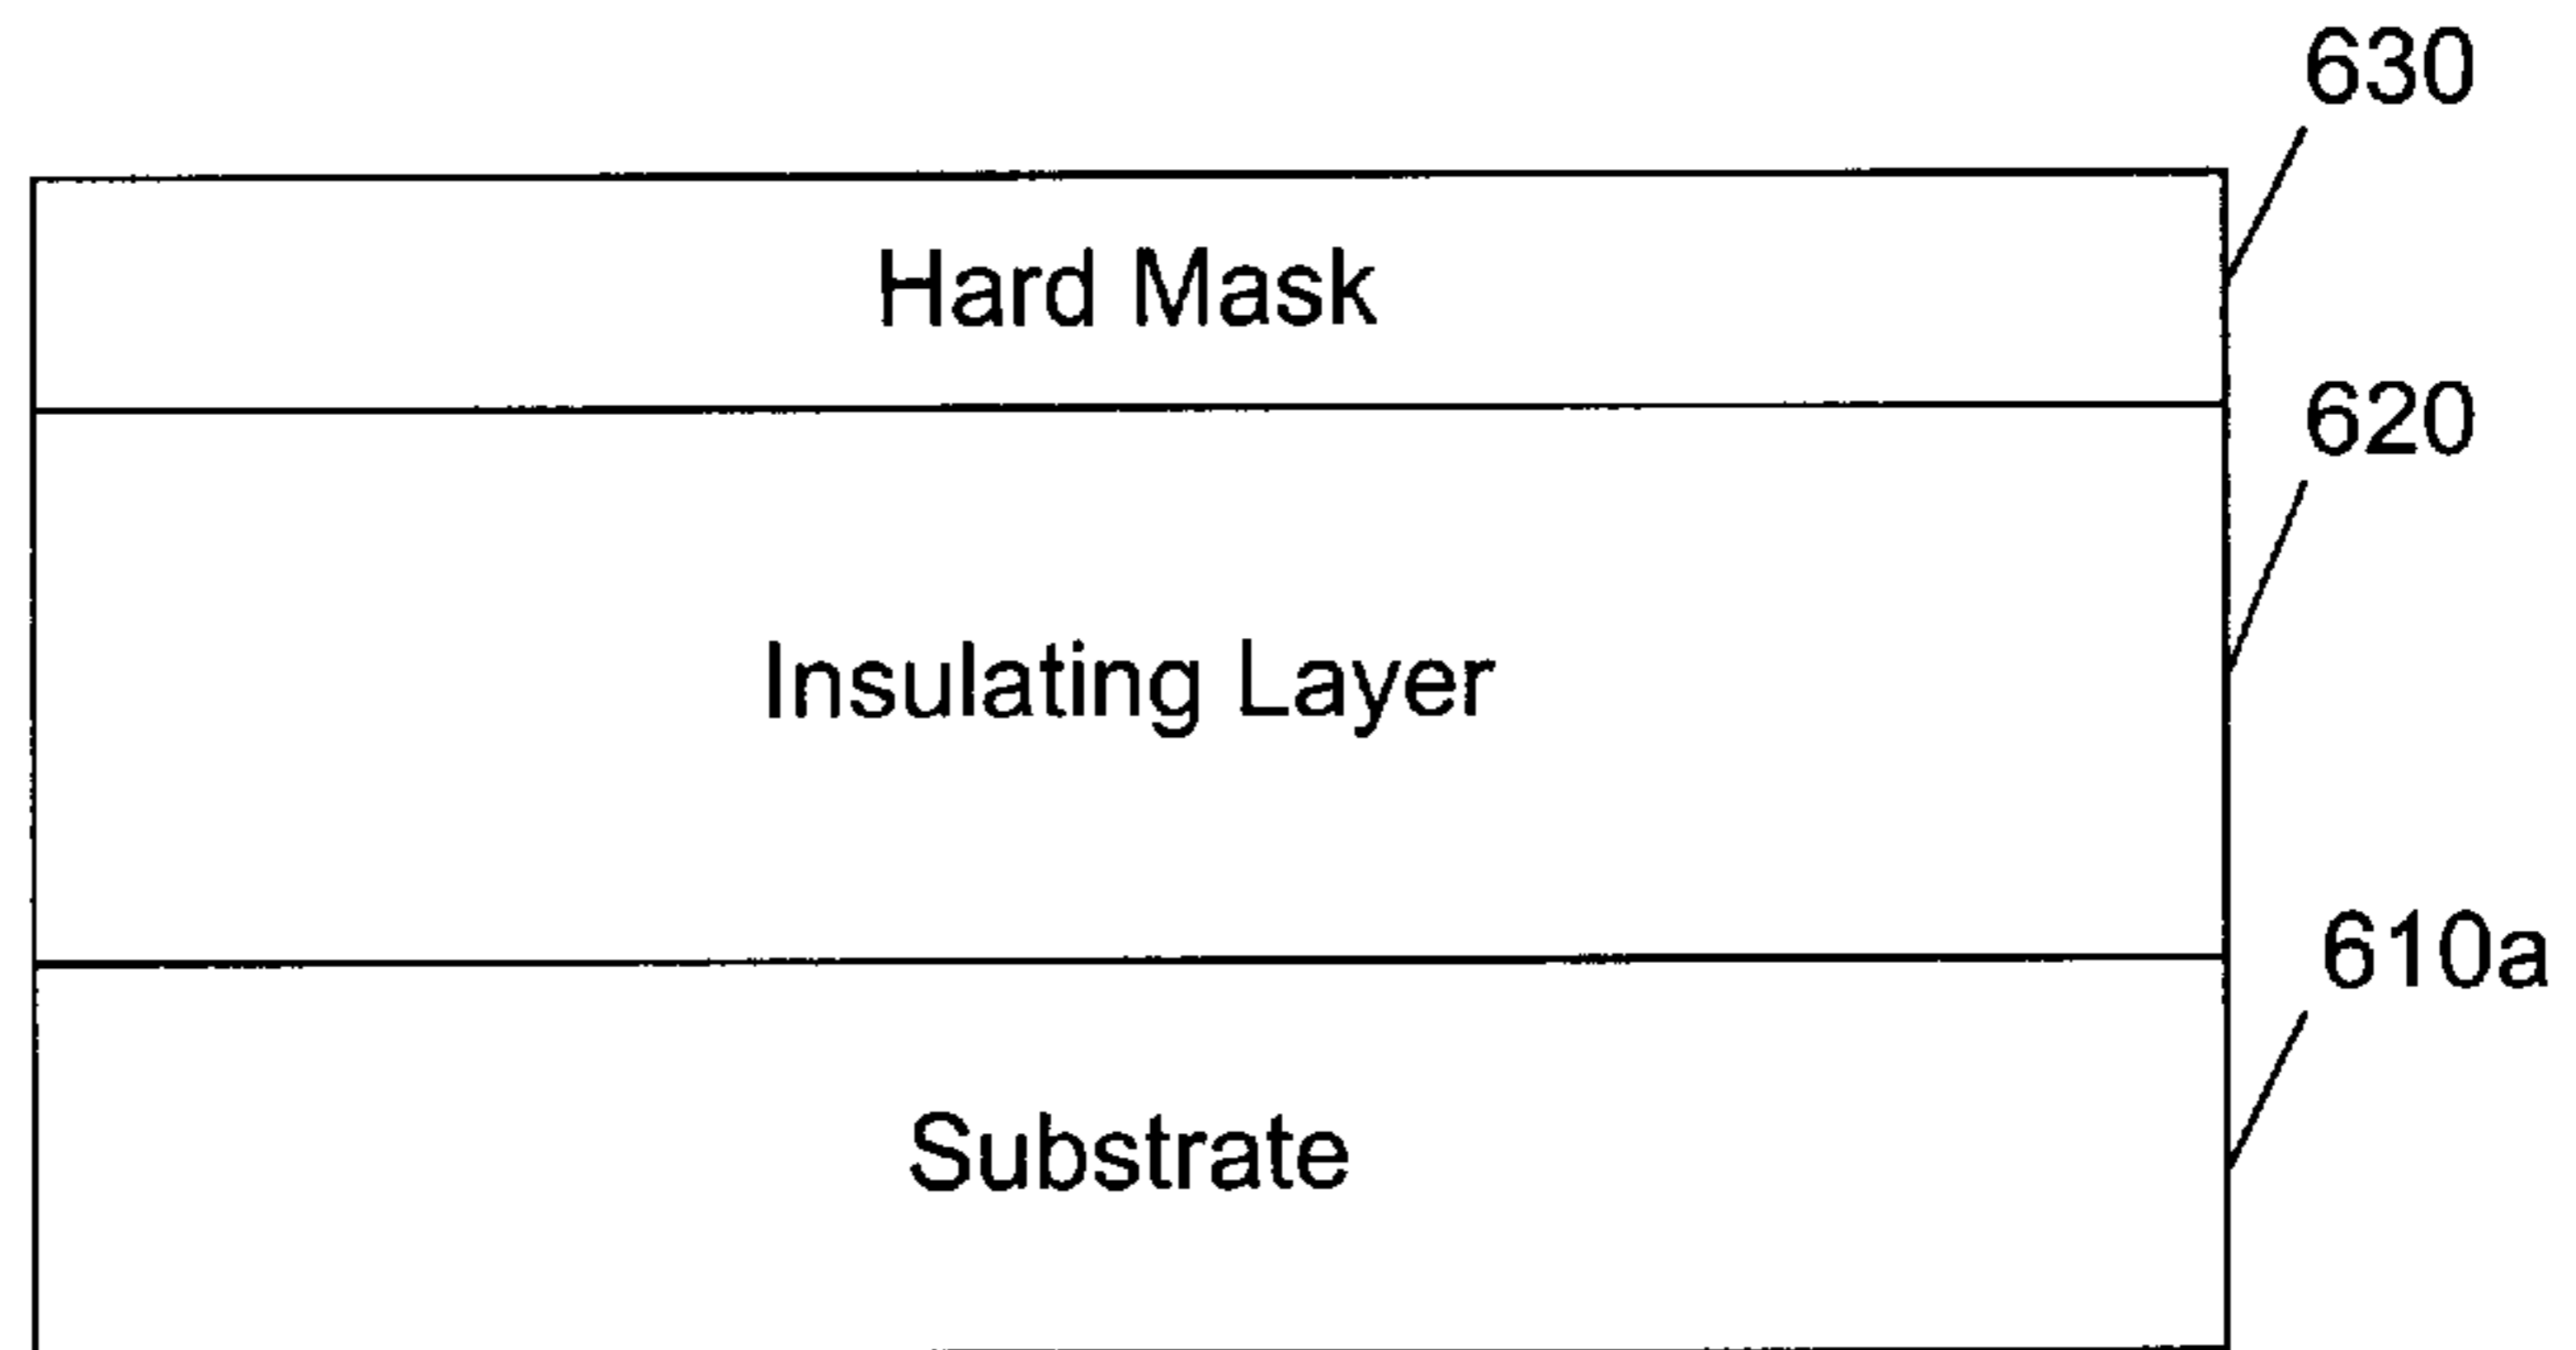 630
Hard Mask
620
Insulating Layer
610a
Substrate